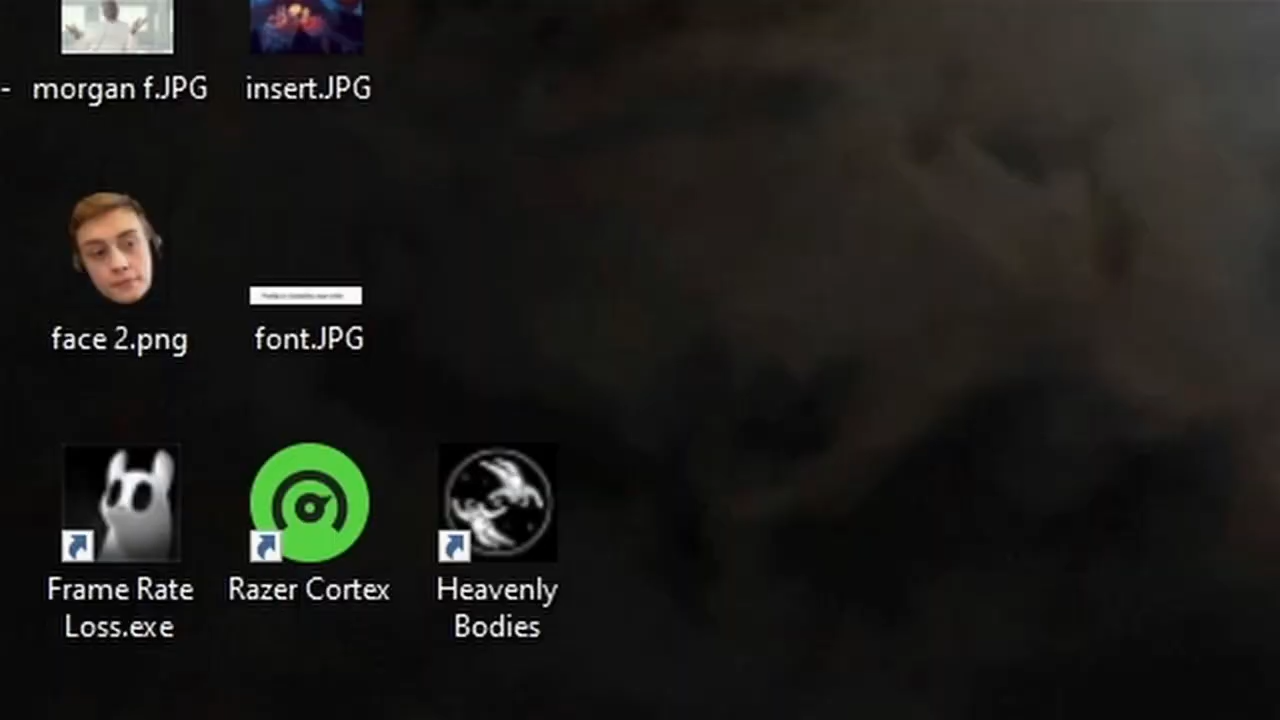 - morgan f.JPG
insert.JPG
face 2.png
font.JPG
Frame Rate
Loss.exe
Razer Cortex
Heavenly
Bodies